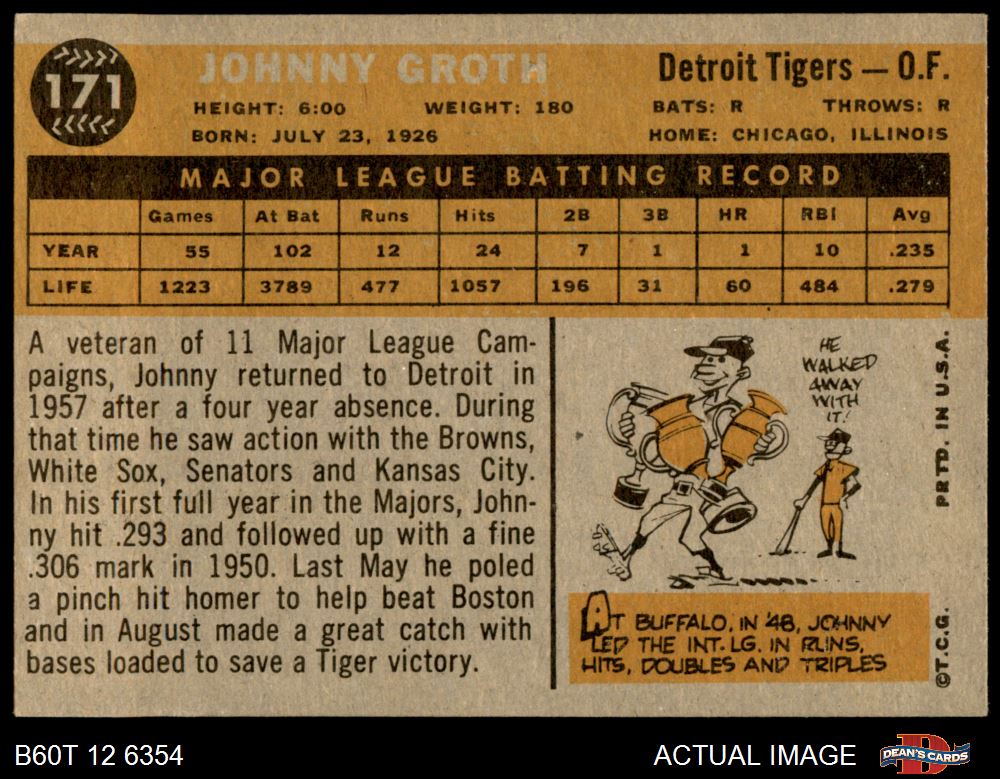 171
JOHNNY GROTH
Detroit Tigers — O.F.
HEIGHT: 6:00 WEIGHT: 180 BATS: R THROWS: R
BORN: JULY 23, 1926 HOME: CHICAGO, ILLINOIS
MAJOR LEAGUE BATTING RECORD
Games At Bat Runs Hits 2B 3B HR RBI Avg
YEAR 55 102 12 24 7 1 1 10 .235
LIFE 1223 3789 477 1057 196 31 60 484 .279
A veteran of 11 Major League Cam-
paigns, Johnny returned to Detroit in
1957 after a four year absence. During
that time he saw action with the Browns,
White Sox, Senators and Kansas City.
In his first full year in the Majors, John-
ny hit .293 and followed up with a fine
.306 mark in 1950. Last May he poled
a pinch hit homer to help beat Boston
and in August made a great catch with
bases loaded to save a Tiger victory.
HE
WALKED
AWAY
WITH
IT!
AT BUFFALO, IN '48, JOHNNY
LED THE INT. LG. IN RUNS,
HITS, DOUBLES AND TRIPLES
©T.C.G. PRTD. IN U.S.A.
B60T 12 6354 ACTUAL IMAGE DEAN'S CARDS